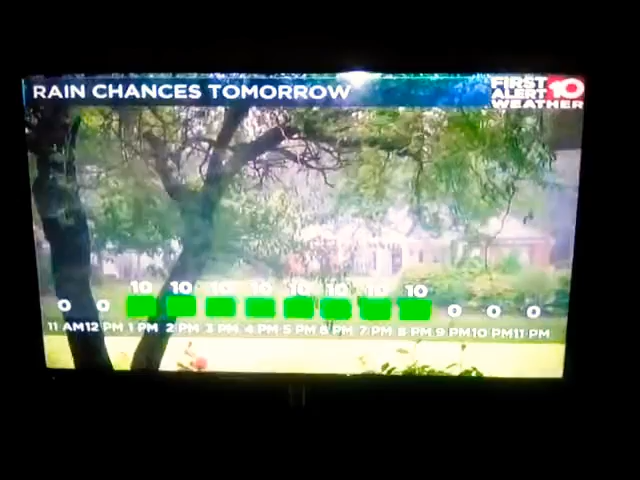 RAIN CHANCES TOMORROW
FIRST
ALERT 10
WEATHER
0 0 10 10 10 10 10 10 10 10 0 0 0
11 AM 12 PM 1 PM 2 PM 3 PM 4 PM 5 PM 6 PM 7 PM 8 PM 9 PM 10 PM 11 PM